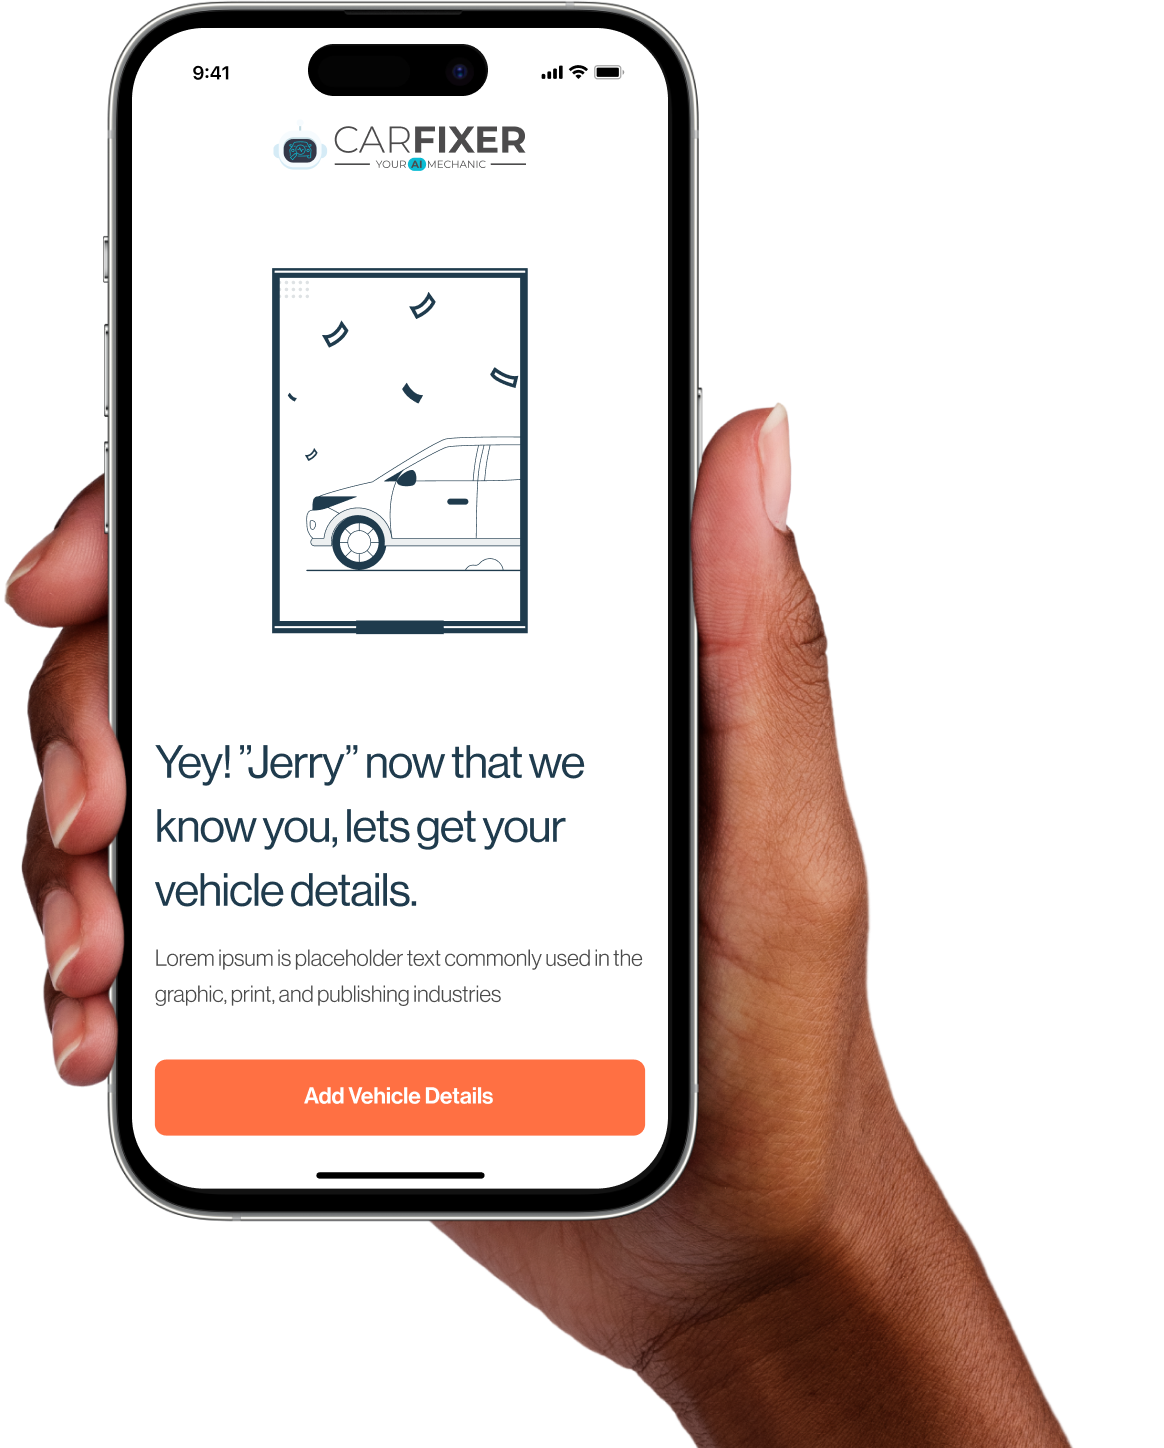 9:41
CARFIXER
YOUR AI MECHANIC
Yey! ”Jerry” now that we
know you, lets get your
vehicle details.
Lorem ipsum is placeholder text commonly used in the
graphic, print, and publishing industries
Add Vehicle Details